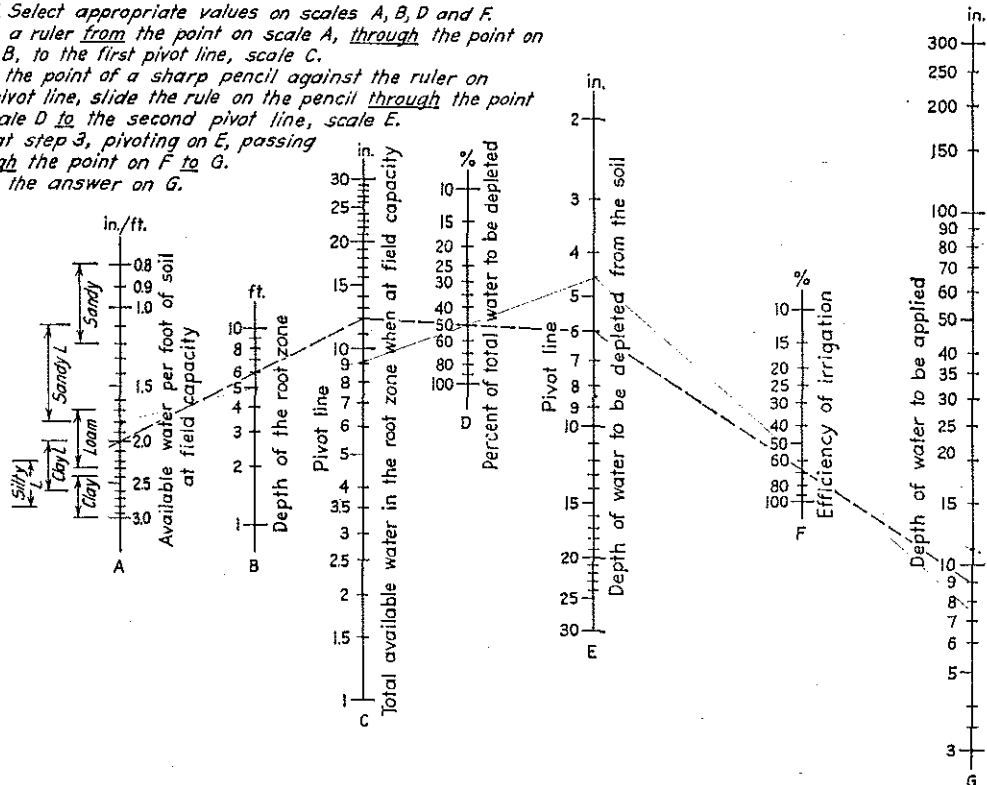 Select appropriate values on scales A, B, D and F.
a ruler from the point on scale A, through the point on
B, to the first pivot line, scale C.
the point of a sharp pencil against the ruler on
ivot line, slide the rule on the pencil through the point
ale D to the second pivot line, scale E.
at step 3, pivoting on E, passing
gh the point on F to G.
the answer on G.
in./ft.
0.8
0.9
1.0
1.5
2.0
2.5
3.0
Sandy
Sandy L
Loam
Clay L
Silty L
Clay
Available water per foot of soil
at field capacity
A
ft.
10
8
6
4
3
2
1
Depth of the root zone
B
in.
30
25
20
15
10
9
8
7
6
5
4
3.5
3
2.5
2
1.5
1
Pivot line
Total available water in the root zone when at field capacity
C
%
10
15
20
25
30
40
50
60
80
100
D
Percent of total water to be depleted
in.
2
3
4
5
6
7
8
9
10
15
20
25
30
Pivot line
Depth of water to be depleted from the soil
E
%
10
15
20
25
30
40
50
60
80
100
F
Efficiency of irrigation
in.
300
250
200
150
100
90
80
70
60
50
40
35
30
25
20
15
10
9
8
7
6
5
3
Depth of water to be applied
G